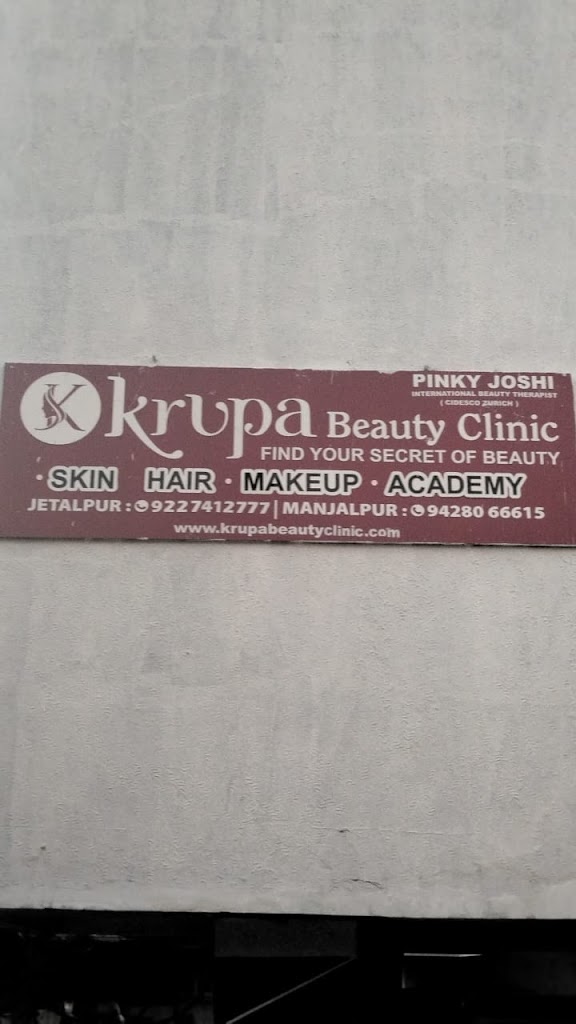 PINKY JOSHI
INTERNATIONAL BEAUTY THERAPIST
( CIDESCO ZURICH )
K krupa Beauty Clinic
FIND YOUR SECRET OF BEAUTY
• SKIN HAIR • MAKEUP • ACADEMY
JETALPUR : 9227412777 | MANJALPUR : 94280 66615
www.krupabeautyclinic.com